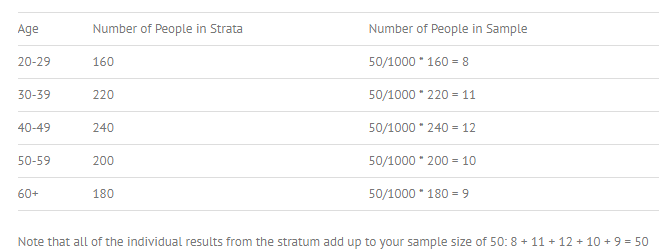 Age Number of People in Strata Number of People in Sample
20-29 160 50/1000 * 160 = 8
30-39 220 50/1000 * 220 = 11
40-49 240 50/1000 * 240 = 12
50-59 200 50/1000 * 200 = 10
60+ 180 50/1000 * 180 = 9
Note that all of the individual results from the stratum add up to your sample size of 50: 8 + 11 + 12 + 10 + 9 = 50